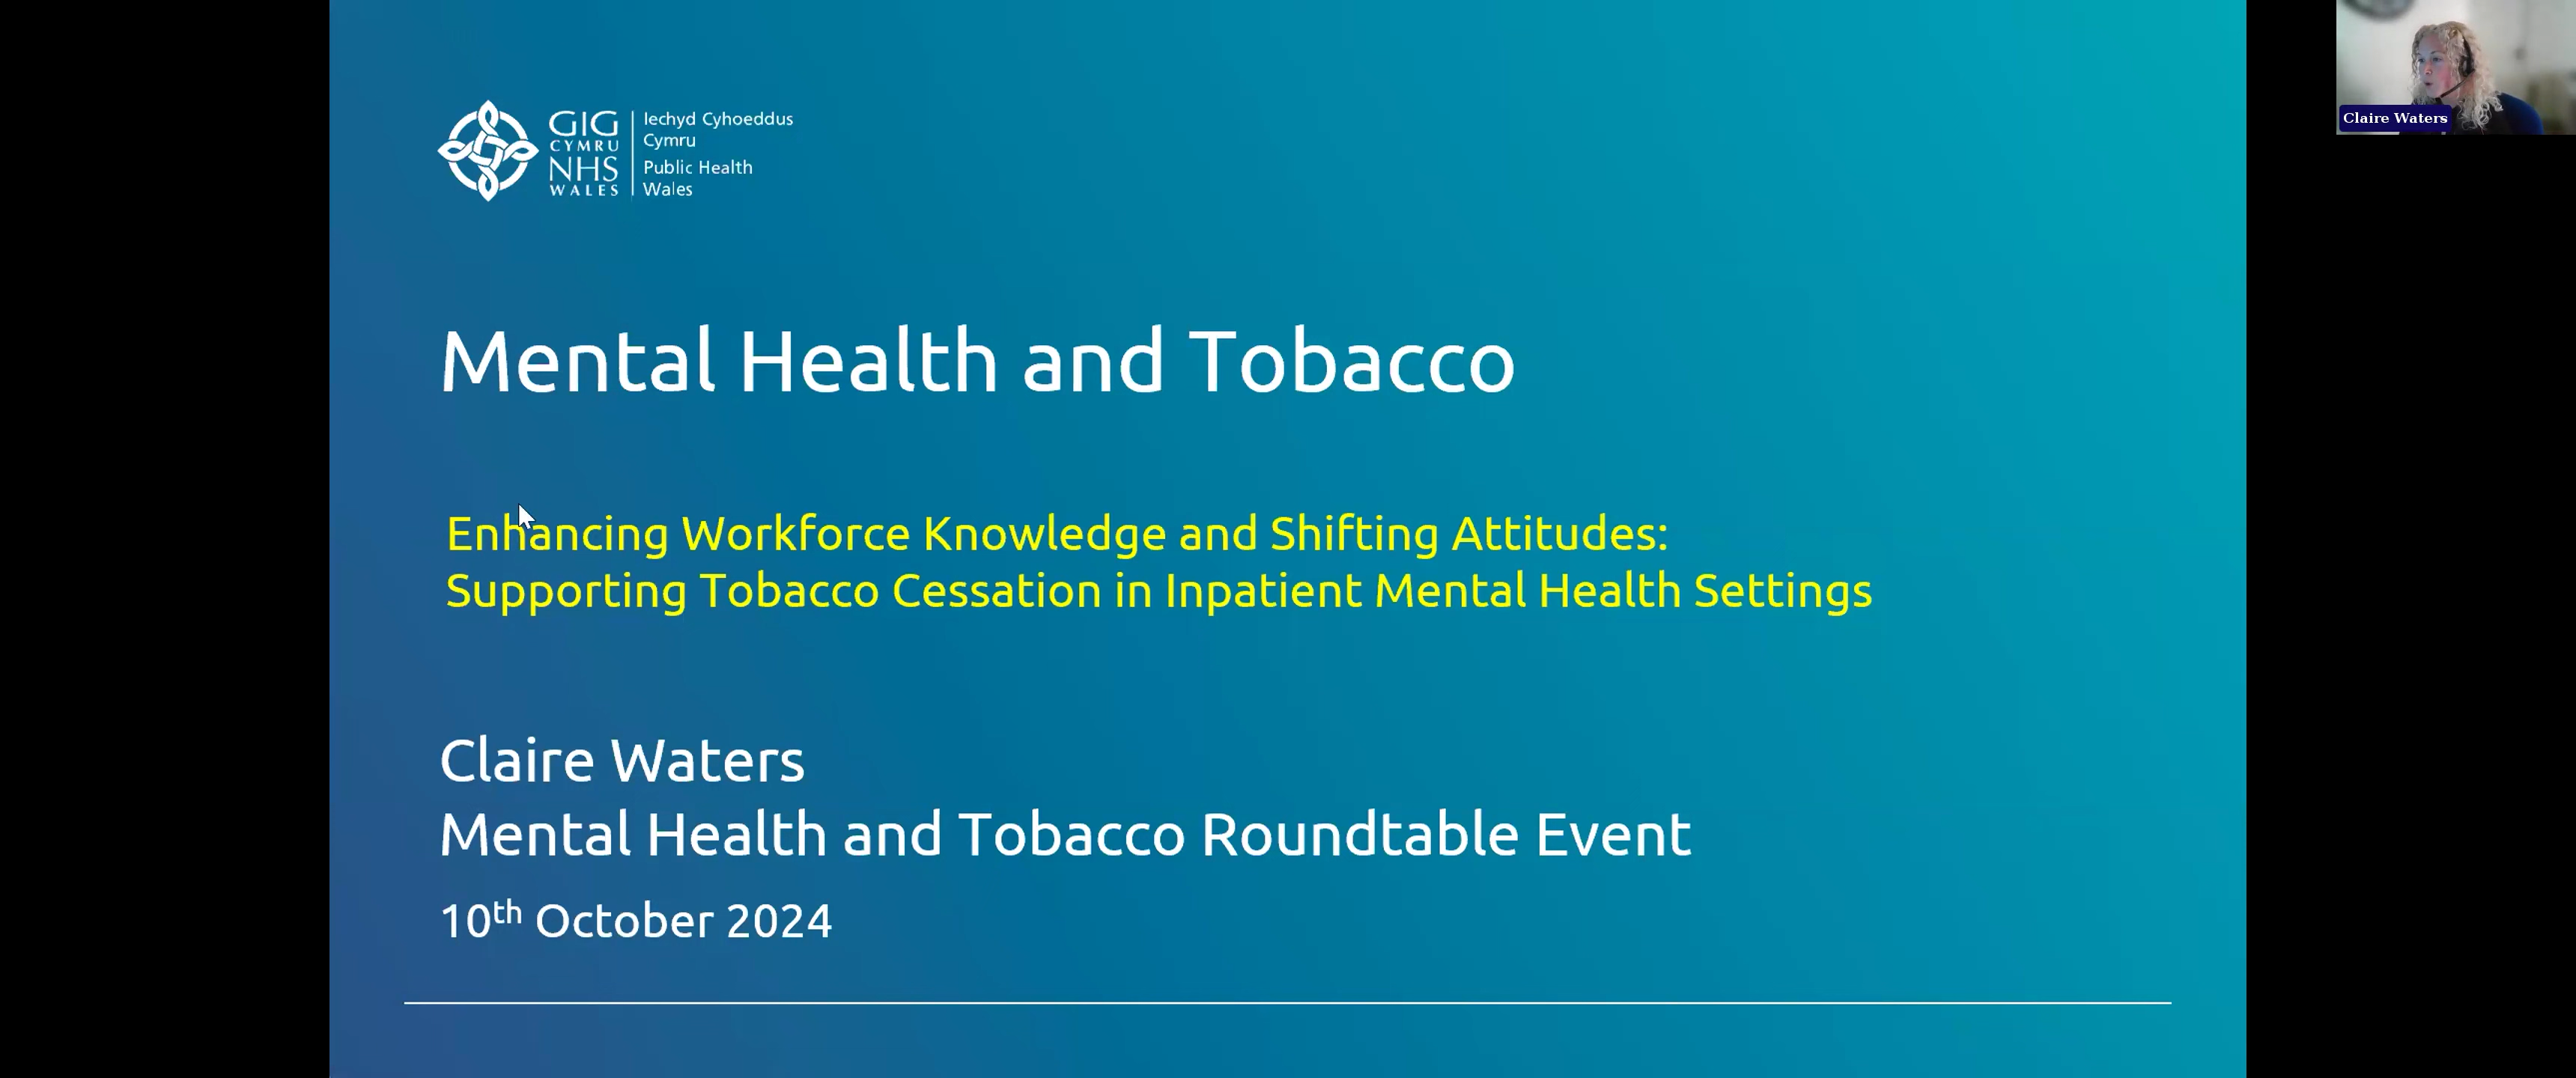 GIG
CYMRU
NHS
WALES
Iechyd Cyhoeddus
Cymru
Public Health
Wales
Mental Health and Tobacco
Enhancing Workforce Knowledge and Shifting Attitudes:
Supporting Tobacco Cessation in Inpatient Mental Health Settings
Claire Waters
Mental Health and Tobacco Roundtable Event
10th October 2024
Claire Waters